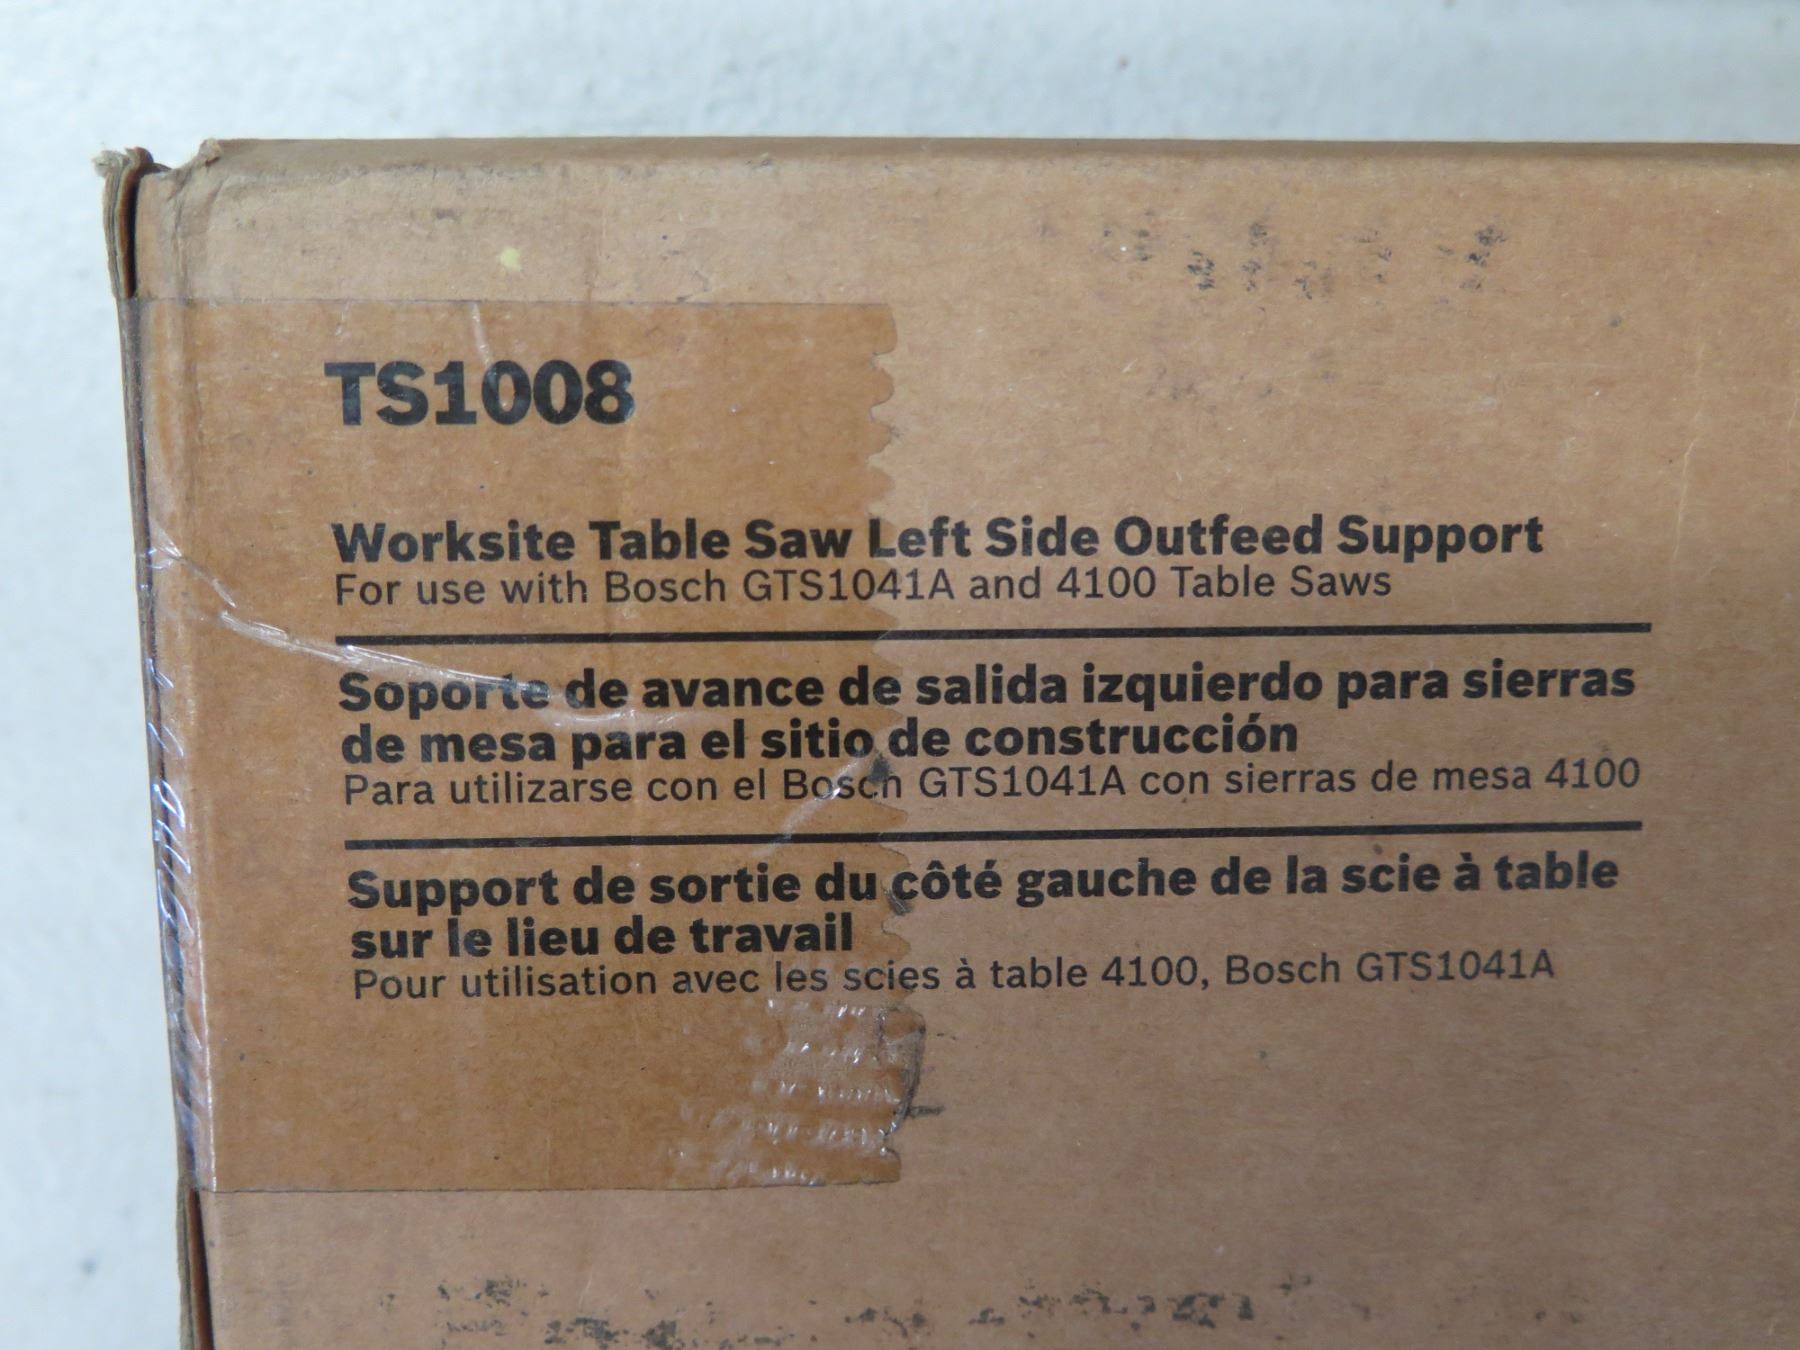 TS1008
Worksite Table Saw Left Side Outfeed Support
For use with Bosch GTS1041A and 4100 Table Saws
Soporte de avance de salida izquierdo para sierras
de mesa para el sitio de construcción
Para utilizarse con el Bosch GTS1041A con sierras de mesa 4100
Support de sortie du côté gauche de la scie à table
sur le lieu de travail
Pour utilisation avec les scies à table 4100, Bosch GTS1041A